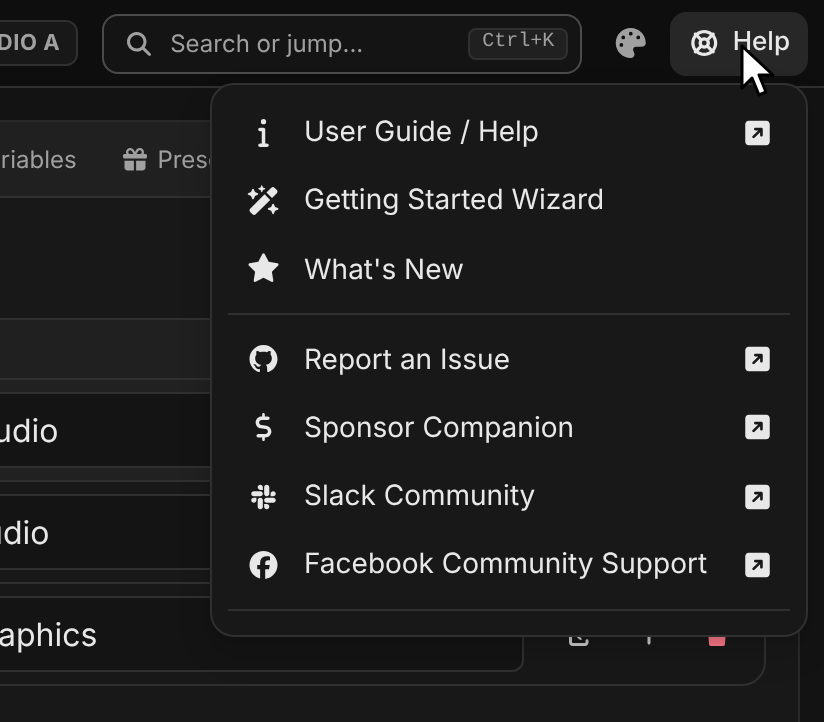 DIO A
Search or jump...
Ctrl+K
Help
riables
Prese
User Guide / Help
Getting Started Wizard
What's New
Report an Issue
Sponsor Companion
Slack Community
Facebook Community Support
udio
udio
aphics